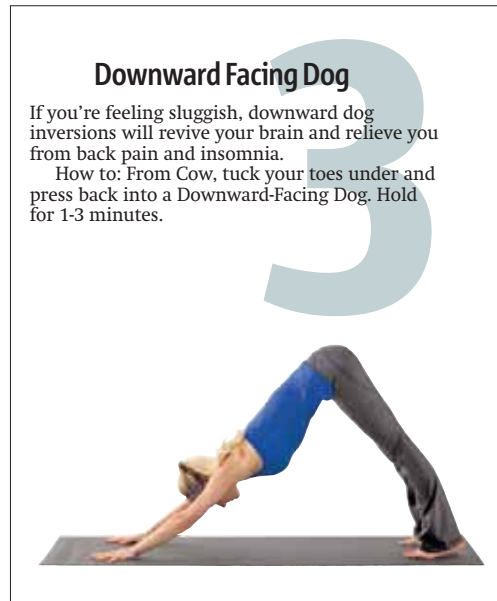 3
Downward Facing Dog
If you’re feeling sluggish, downward dog
inversions will revive your brain and relieve you
from back pain and insomnia.
How to: From Cow, tuck your toes under and
press back into a Downward-Facing Dog. Hold
for 1-3 minutes.